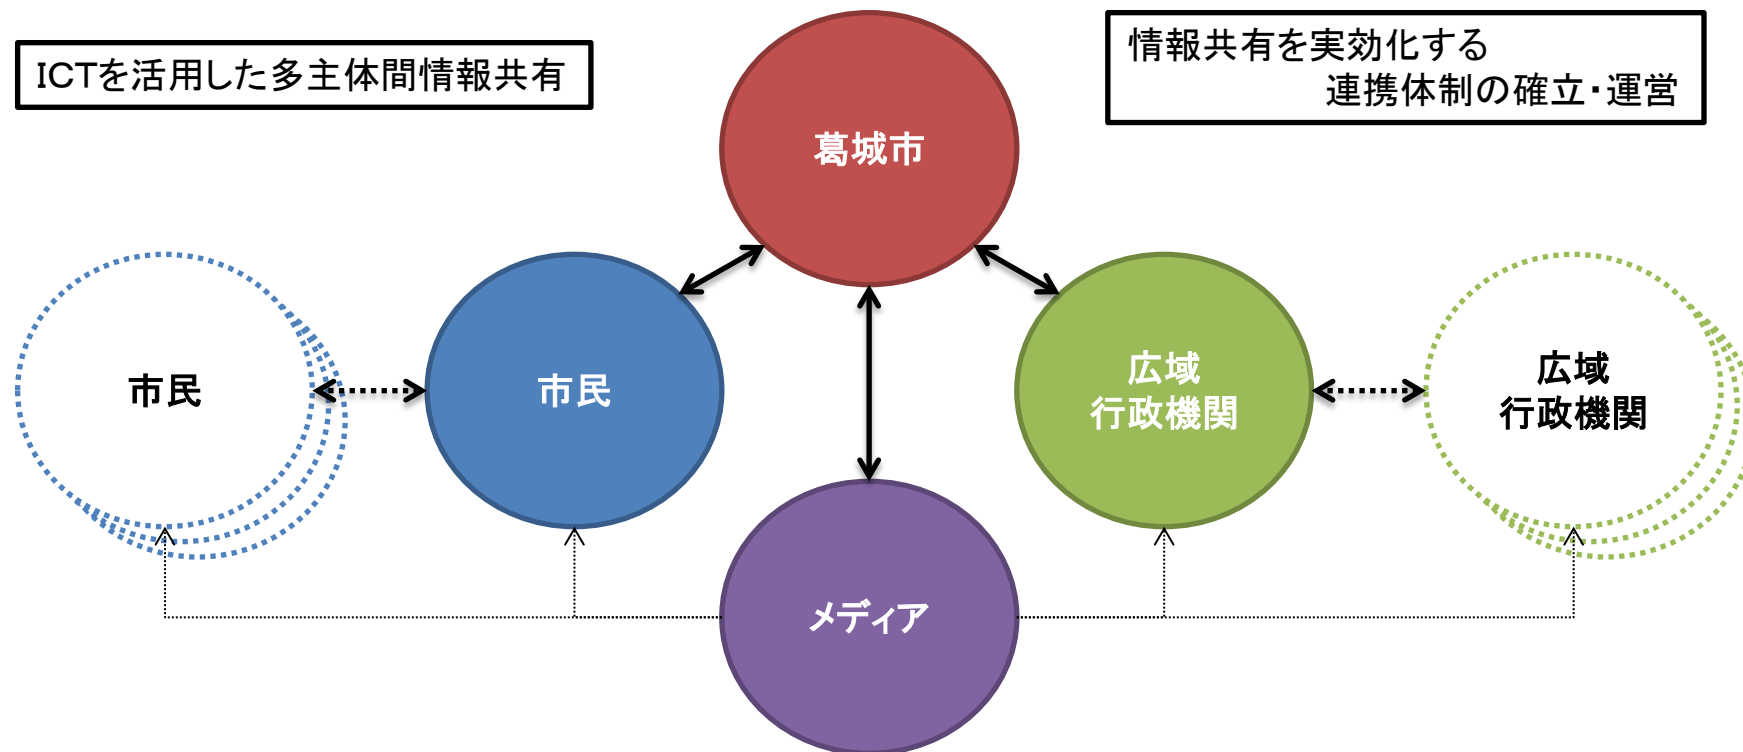 ICTを活用した多主体間情報共有
情報共有を実効化する
連携体制の確立・運営
葛城市
市民
市民
広域
行政機関
広域
行政機関
メディア